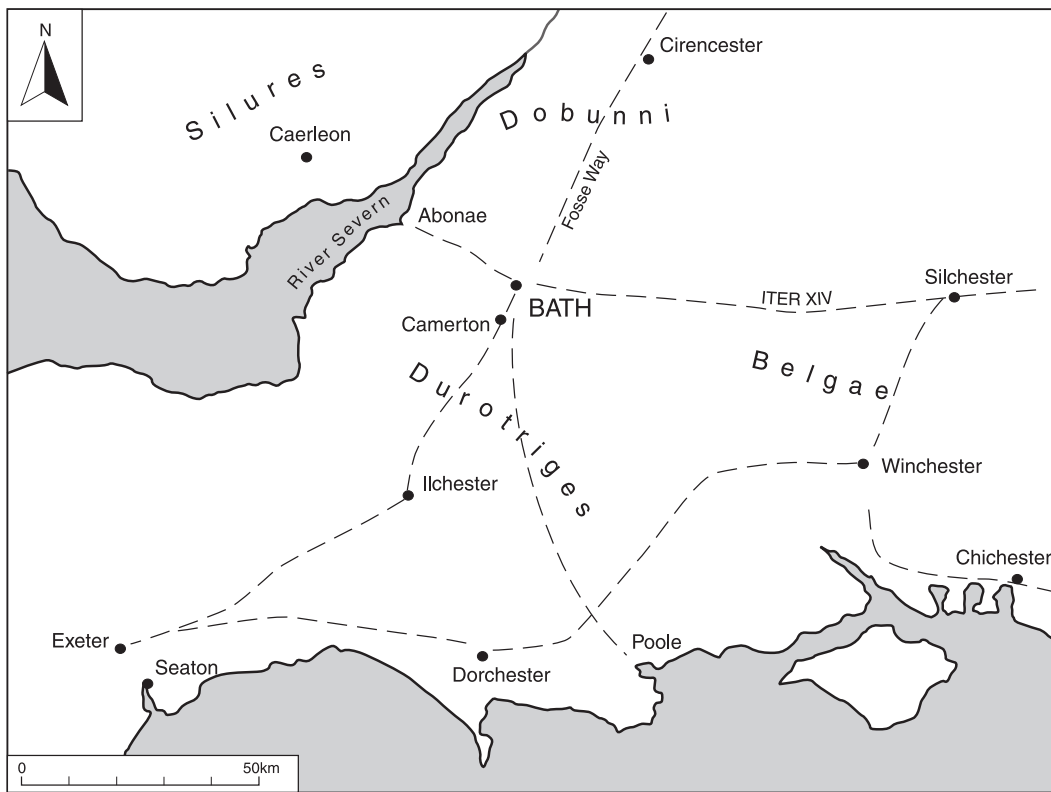 N
Cirencester
Silures
Dobunni
Caerleon
Fosse Way
River Severn
Abonae
Silchester
ITER XIV
BATH
Camerton
Belgae
Durotriges
Winchester
Ilchester
Chichester
Exeter
Poole
Seaton
Dorchester
0 50km